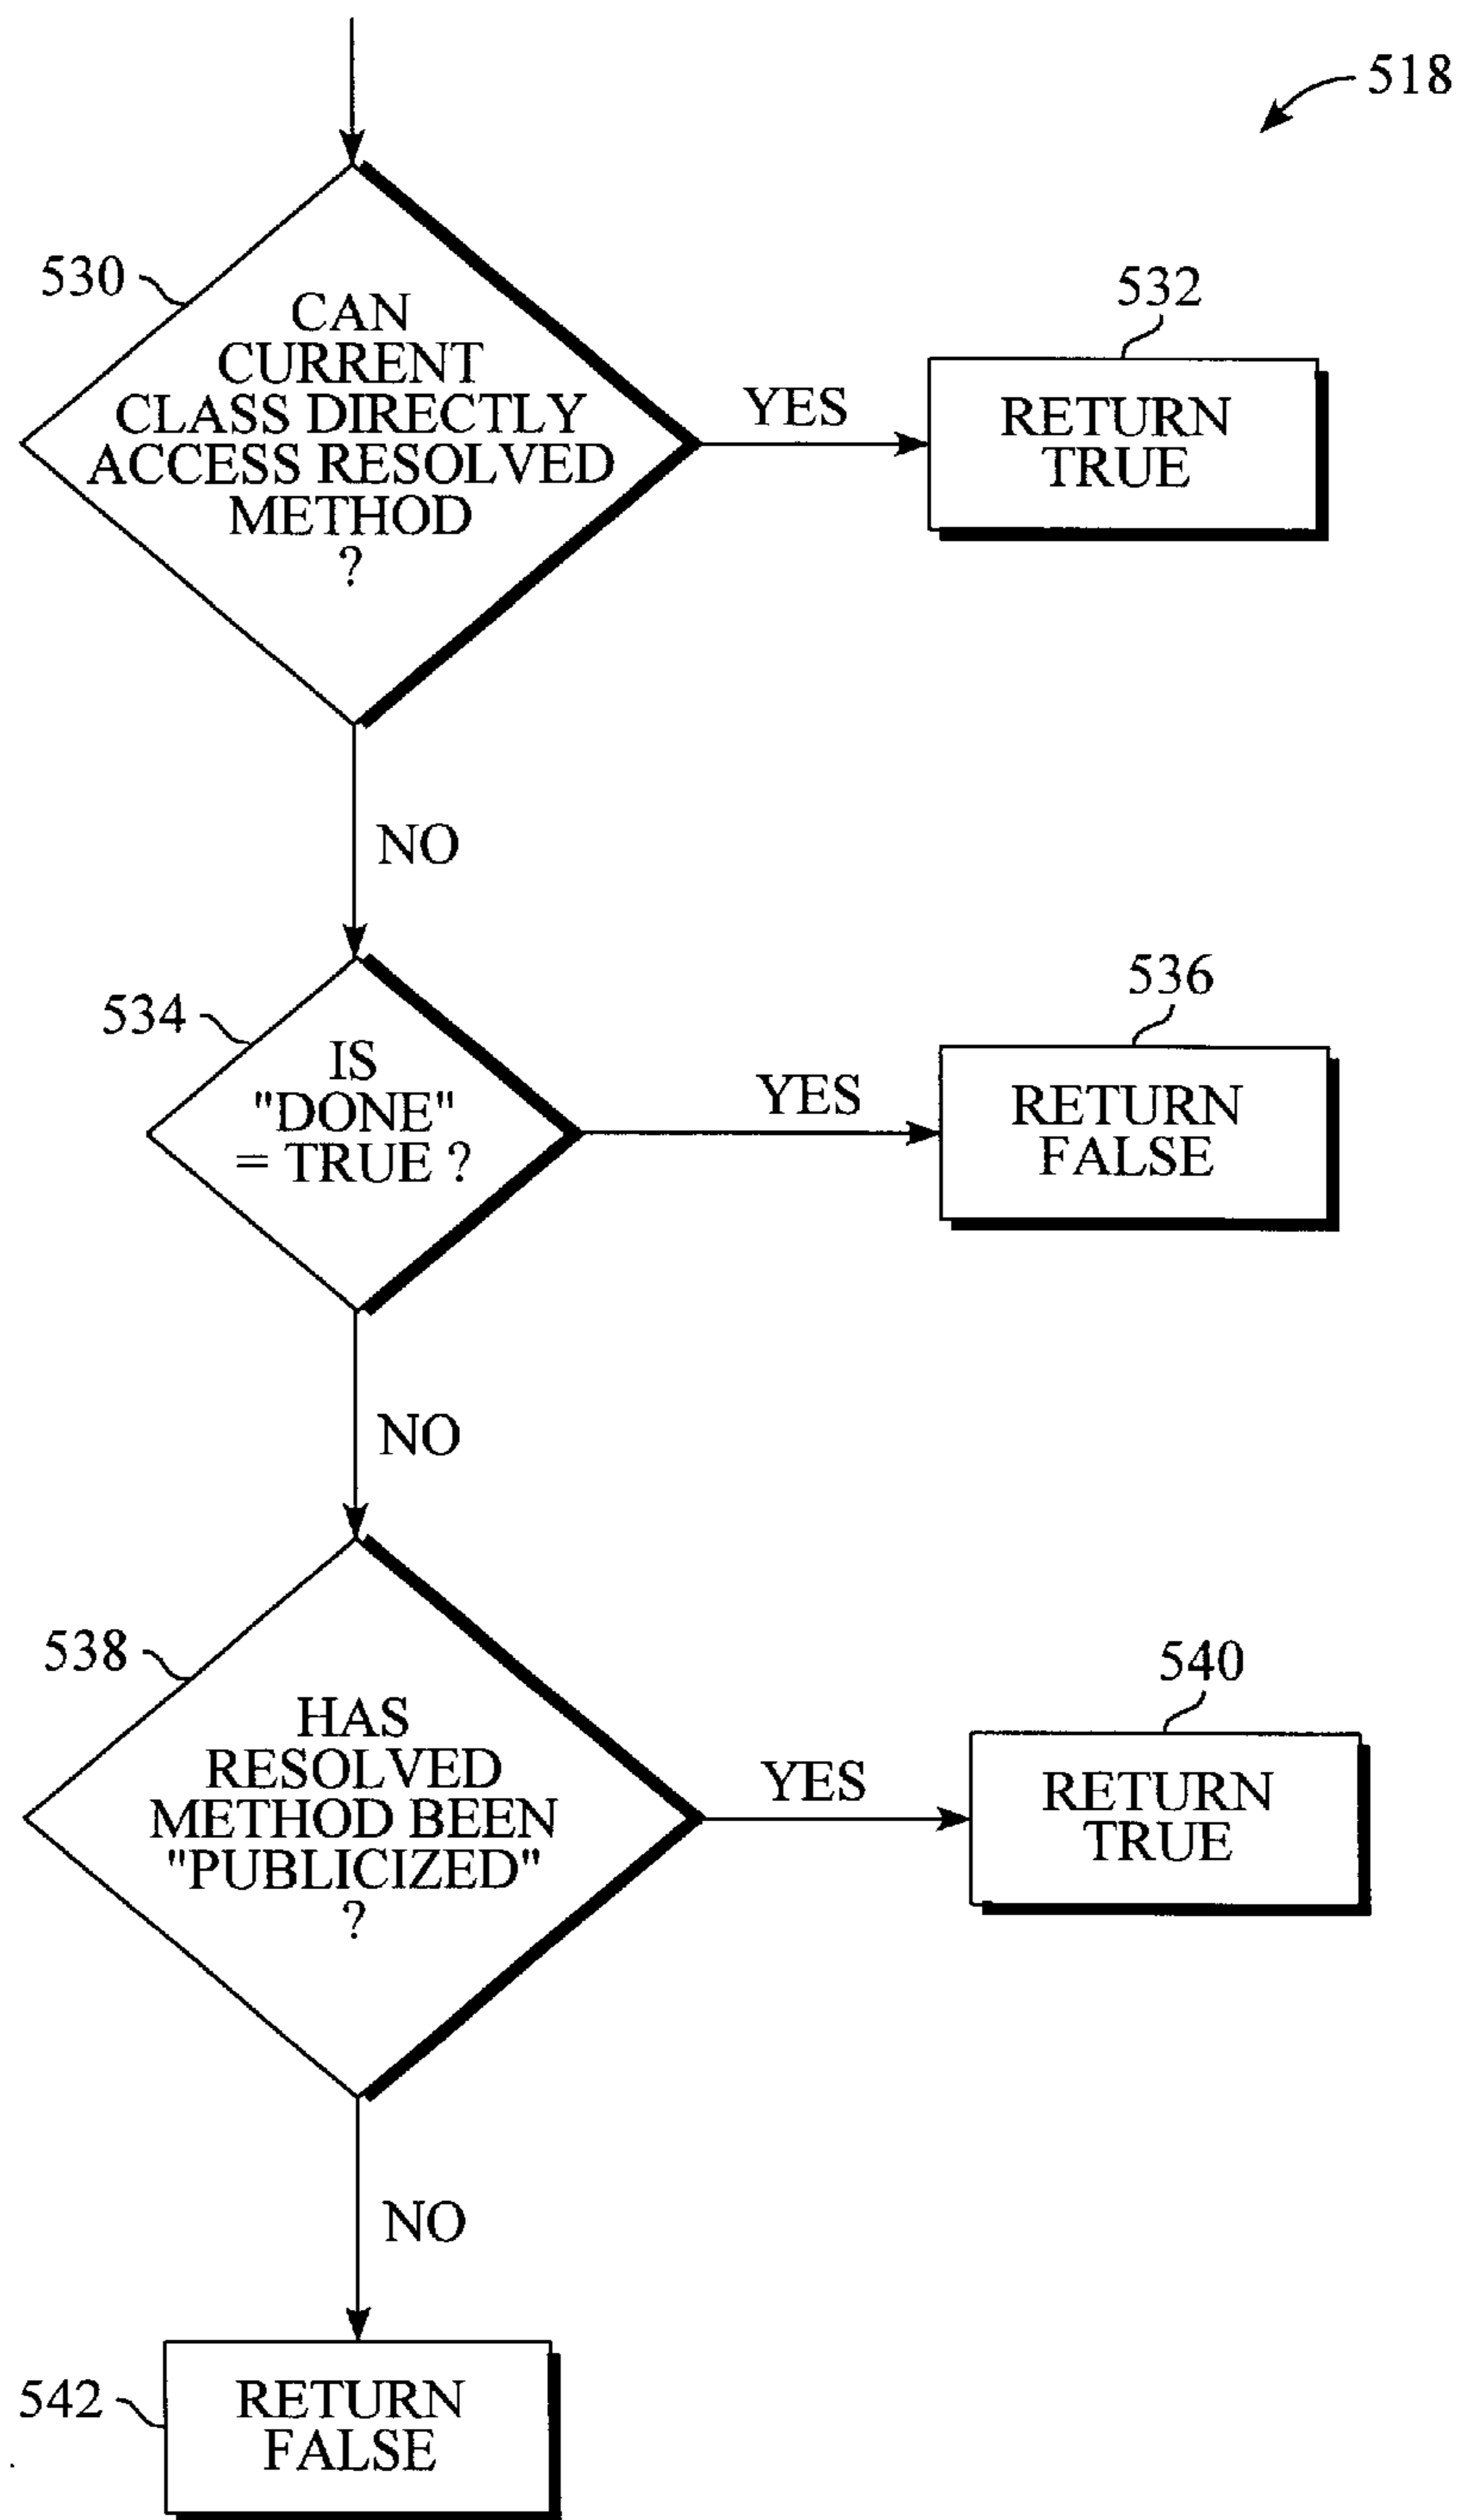 518
530
CAN
CURRENT
CLASS DIRECTLY
ACCESS RESOLVED
METHOD
?
YES
532
RETURN
TRUE
NO
534
IS
"DONE"
= TRUE ?
YES
536
RETURN
FALSE
NO
538
HAS
RESOLVED
METHOD BEEN
"PUBLICIZED"
?
YES
540
RETURN
TRUE
NO
542
RETURN
FALSE